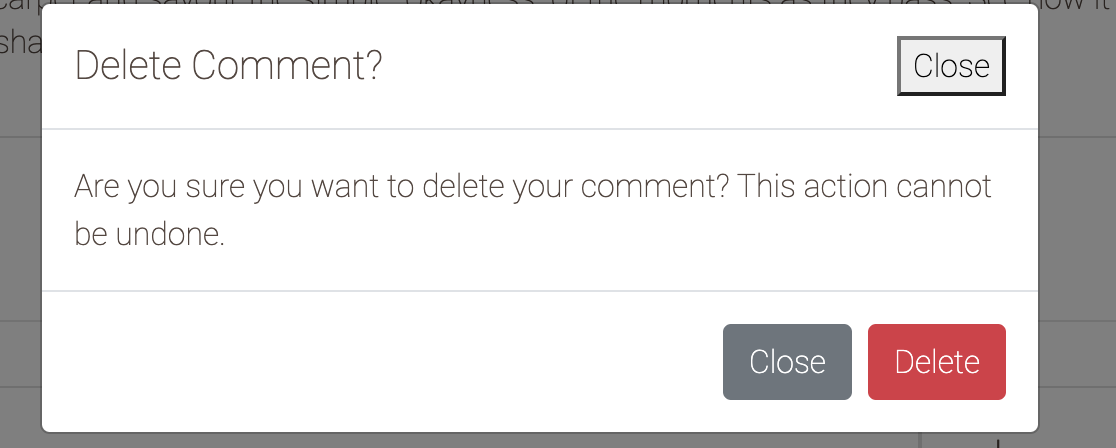 Delete Comment?
Close
Are you sure you want to delete your comment? This action cannot
be undone.
Close
Delete